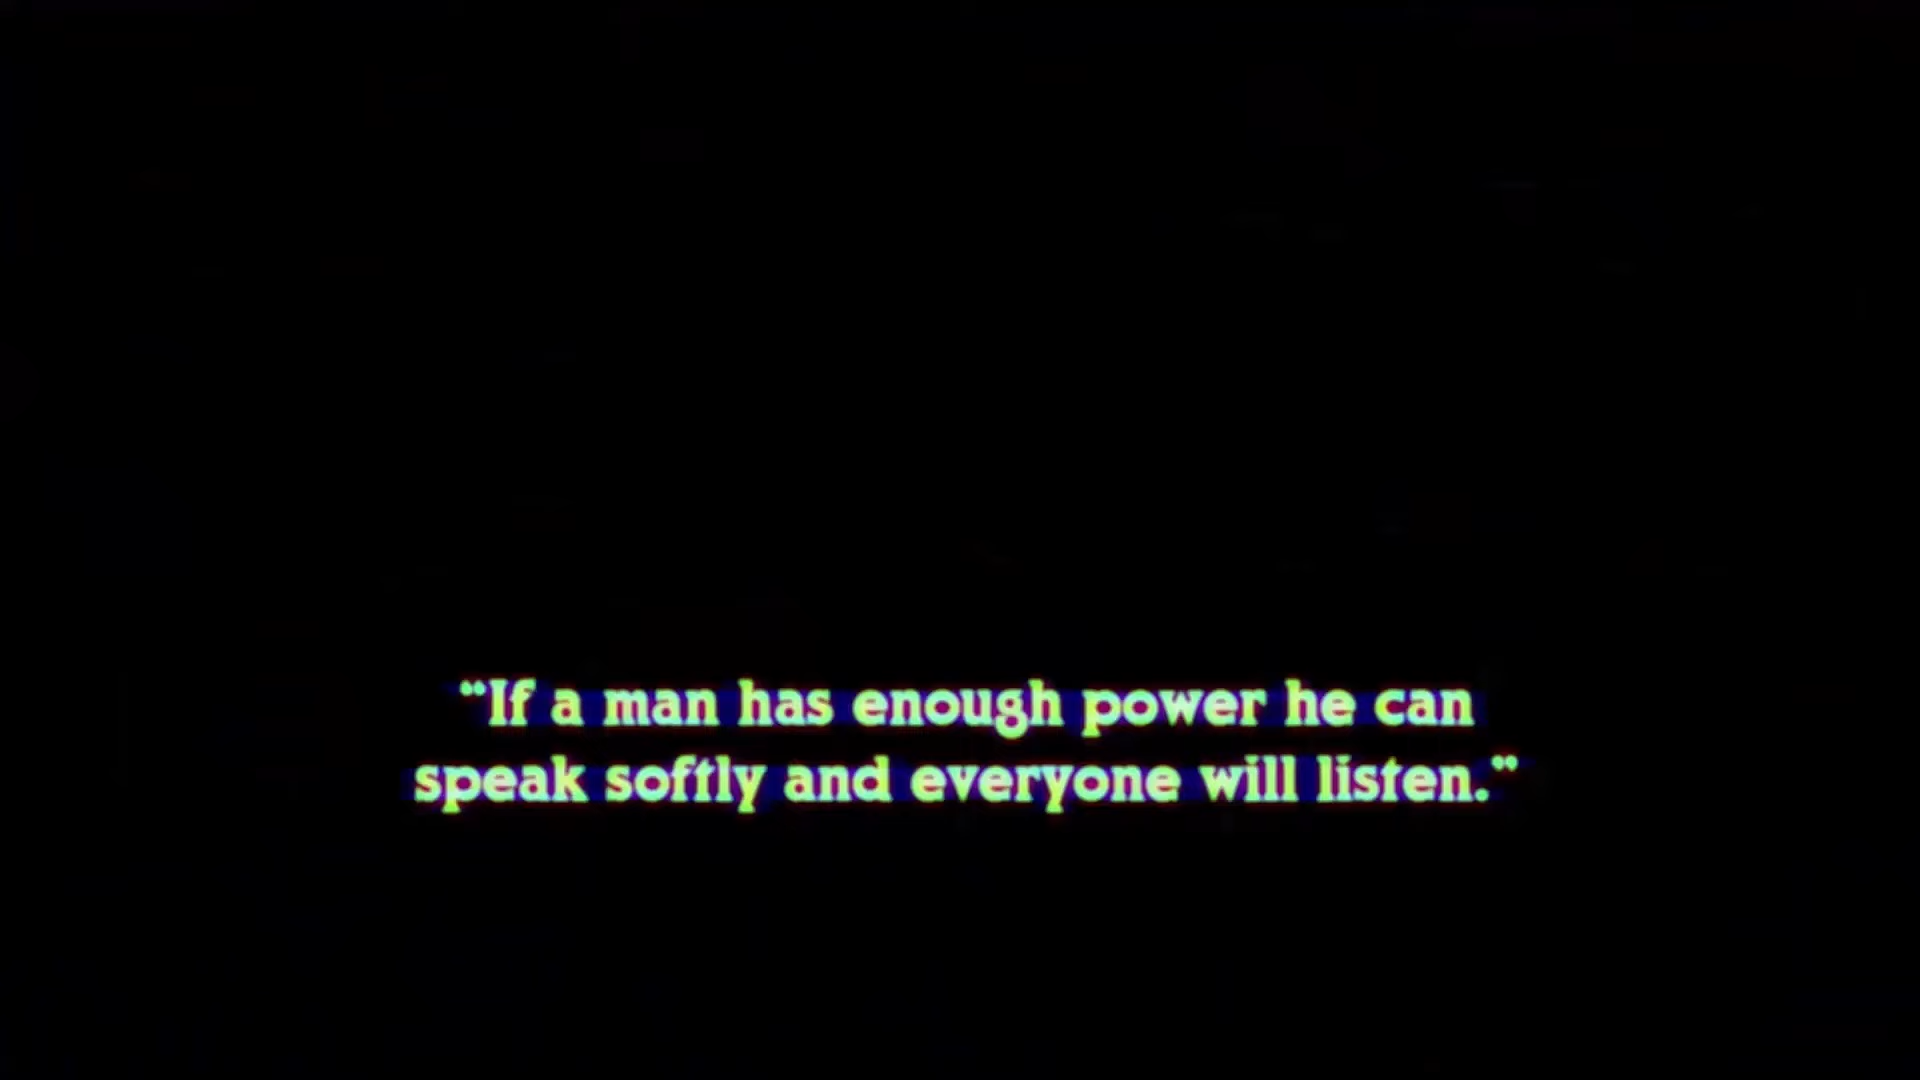 “If a man has enough power he can
speak softly and everyone will listen.”